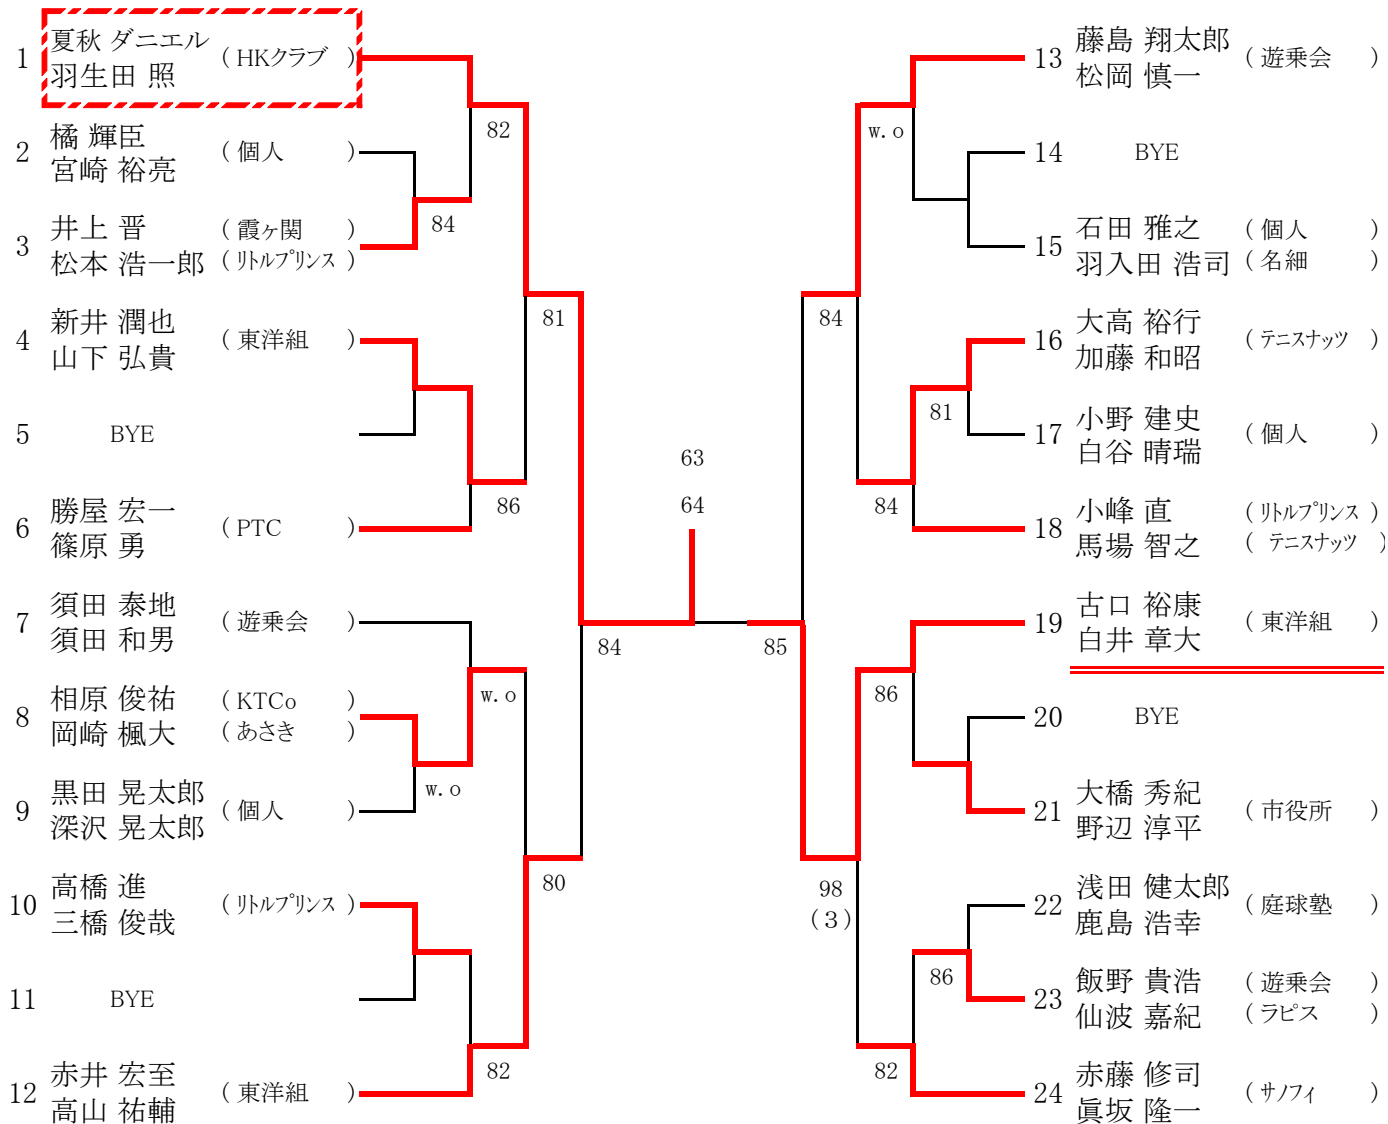 1 夏秋 ダニエル (HKクラブ)
羽生田 照
82
2 橘 輝臣 (個人)
宮崎 裕亮
84
3 井上 晋 (霞ヶ関)
松本 浩一郎 (リトルプリンス)
81
4 新井 潤也 (東洋組)
山下 弘貴
5 BYE
86
6 勝屋 宏一 (PTC)
篠原 勇
7 須田 泰地 (遊乗会)
須田 和男
84
w.o
8 相原 俊祐 (KTCo)
岡崎 楓大 (あさき)
w.o
9 黒田 晃太郎 (個人)
深沢 晃太郎
80
10 高橋 進 (リトルプリンス)
三橋 俊哉
11 BYE
82
12 赤井 宏至 (東洋組)
高山 祐輔
63
64
13 藤島 翔太郎 (遊乗会)
松岡 慎一
w.o
14 BYE
15 石田 雅之 (個人)
羽入田 浩司 (名細)
84
16 大高 裕行 (テニスナッツ)
加藤 和昭
81
17 小野 建史 (個人)
白谷 晴瑞
84
18 小峰 直 (リトルプリンス)
馬場 智之 (テニスナッツ)
19 古口 裕康 (東洋組)
白井 章大
85
86
20 BYE
21 大橋 秀紀 (市役所)
野辺 淳平
98
(3)
22 浅田 健太郎 (庭球塾)
鹿島 浩幸
86
23 飯野 貴浩 (遊乗会)
仙波 嘉紀 (ラピス)
82
24 赤藤 修司 (サノフィ)
眞坂 隆一